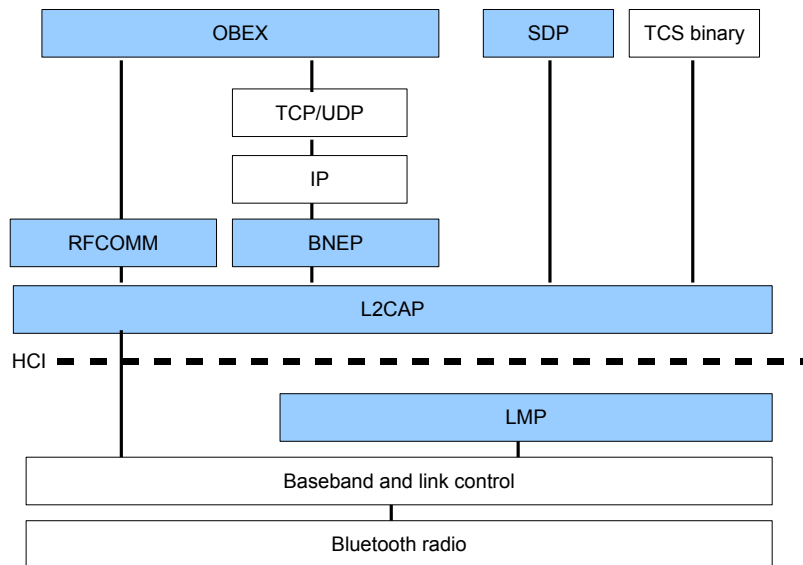 OBEX
SDP
TCS binary
TCP/UDP
IP
RFCOMM
BNEP
L2CAP
HCI
LMP
Baseband and link control
Bluetooth radio